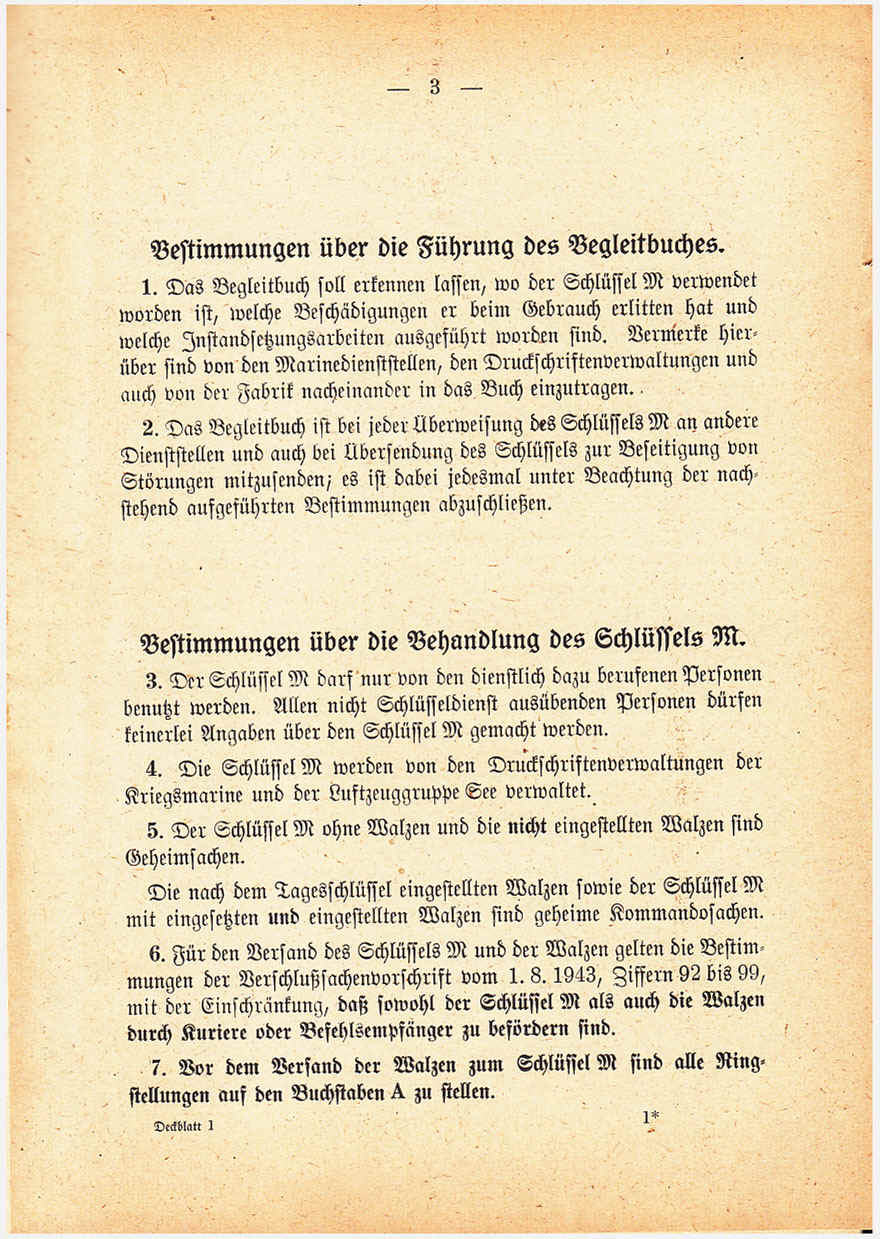 — 3 —
Bestimmungen über die Führung des Begleitbuches.
1. Das Begleitbuch soll erkennen lassen, wo der Schlüssel M verwendet
worden ist, welche Beschädigungen er beim Gebrauch erlitten hat und
welche Instandsetzungsarbeiten ausgeführt worden sind. Vermerke hier-
über sind von den Marinedienststellen, den Druckschriftenverwaltungen und
auch von der Fabrik nacheinander in das Buch einzutragen.
2. Das Begleitbuch ist bei jeder Überweisung des Schlüssels M an andere
Dienststellen und auch bei Übersendung des Schlüssels zur Beseitigung von
Störungen mitzusenden; es ist dabei jedesmal unter Beachtung der nach-
stehend aufgeführten Bestimmungen abzuschließen.
Bestimmungen über die Behandlung des Schlüssels M.
3. Der Schlüssel M darf nur von den dienstlich dazu berufenen Personen
benutzt werden. Allen nicht Schlüsseldienst ausübenden Personen dürfen
keinerlei Angaben über den Schlüssel M gemacht werden.
4. Die Schlüssel M werden von den Druckschriftenverwaltungen der
Kriegsmarine und der Luftzeuggruppe See verwaltet.
5. Der Schlüssel M ohne Walzen und die nicht eingestellten Walzen sind
Geheimsachen.
Die nach dem Tagesschlüssel eingestellten Walzen sowie der Schlüssel M
mit eingesetzten und eingestellten Walzen sind geheime Kommandosachen.
6. Für den Versand des Schlüssels M und der Walzen gelten die Bestim-
mungen der Verschlußsachenvorschrift vom 1. 8. 1943, Ziffern 92 bis 99,
mit der Einschränkung, daß sowohl der Schlüssel M als auch die Walzen
durch Kuriere oder Befehlsempfänger zu befördern sind.
7. Vor dem Versand der Walzen zum Schlüssel M sind alle Ring-
stellungen auf den Buchstaben A zu stellen.
Deckblatt 1
1*